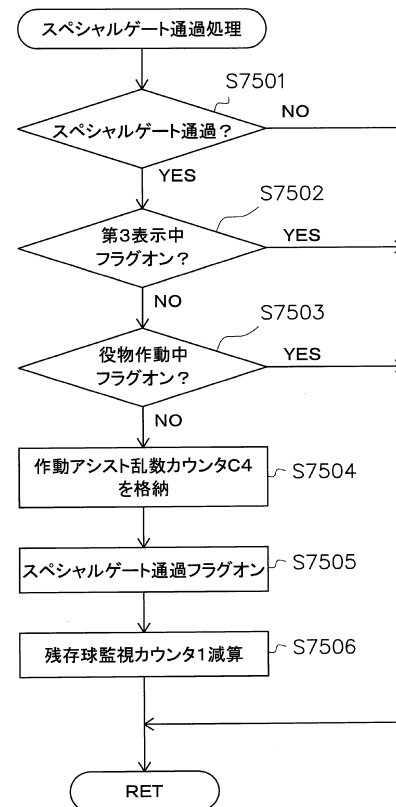 スペシャルゲート通過処理
S7501
スペシャルゲート通過？
NO
YES
S7502
第3表示中
フラグオン？
YES
NO
S7503
役物作動中
フラグオン？
YES
NO
作動アシスト乱数カウンタC4
を格納
S7504
スペシャルゲート通過フラグオン
S7505
残存球監視カウンタ1減算
S7506
RET